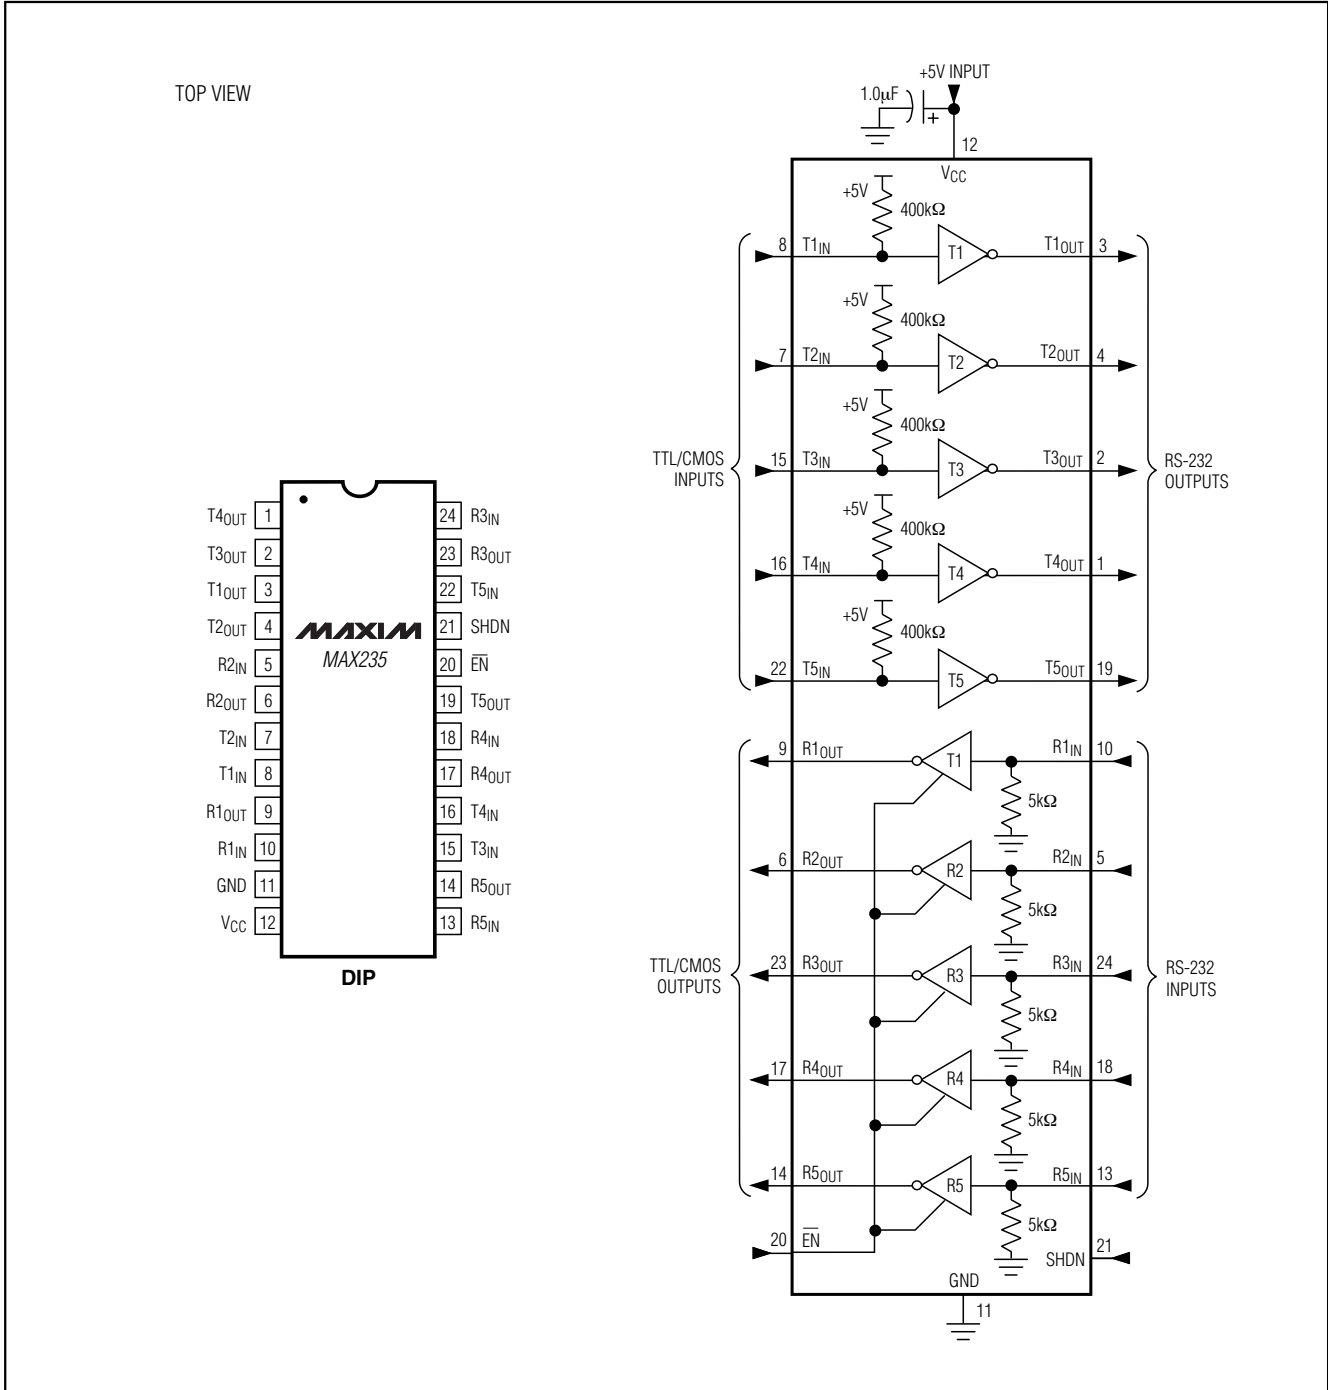 TOP VIEW
T4OUT 1
T3OUT 2
T1OUT 3
T2OUT 4
R2IN 5
R2OUT 6
T2IN 7
T1IN 8
R1OUT 9
R1IN 10
GND 11
VCC 12
24 R3IN
23 R3OUT
22 T5IN
21 SHDN
20 EN
19 T5OUT
18 R4IN
17 R4OUT
16 T4IN
15 T3IN
14 R5OUT
13 R5IN
MAXIM
MAX235
DIP
+5V INPUT
1.0µF
+
12
VCC
+5V
400kΩ
8 T1IN T1 T1OUT 3
+5V
400kΩ
7 T2IN T2 T2OUT 4
+5V
400kΩ
TTL/CMOS
INPUTS
15 T3IN T3 T3OUT 2
RS-232
OUTPUTS
+5V
400kΩ
16 T4IN T4 T4OUT 1
+5V
400kΩ
22 T5IN T5 T5OUT 19
9 R1OUT T1 R1IN 10
5kΩ
6 R2OUT R2 R2IN 5
5kΩ
TTL/CMOS
OUTPUTS
23 R3OUT R3 R3IN 24
RS-232
INPUTS
5kΩ
17 R4OUT R4 R4IN 18
5kΩ
14 R5OUT R5 R5IN 13
5kΩ
20 EN
SHDN 21
GND
11